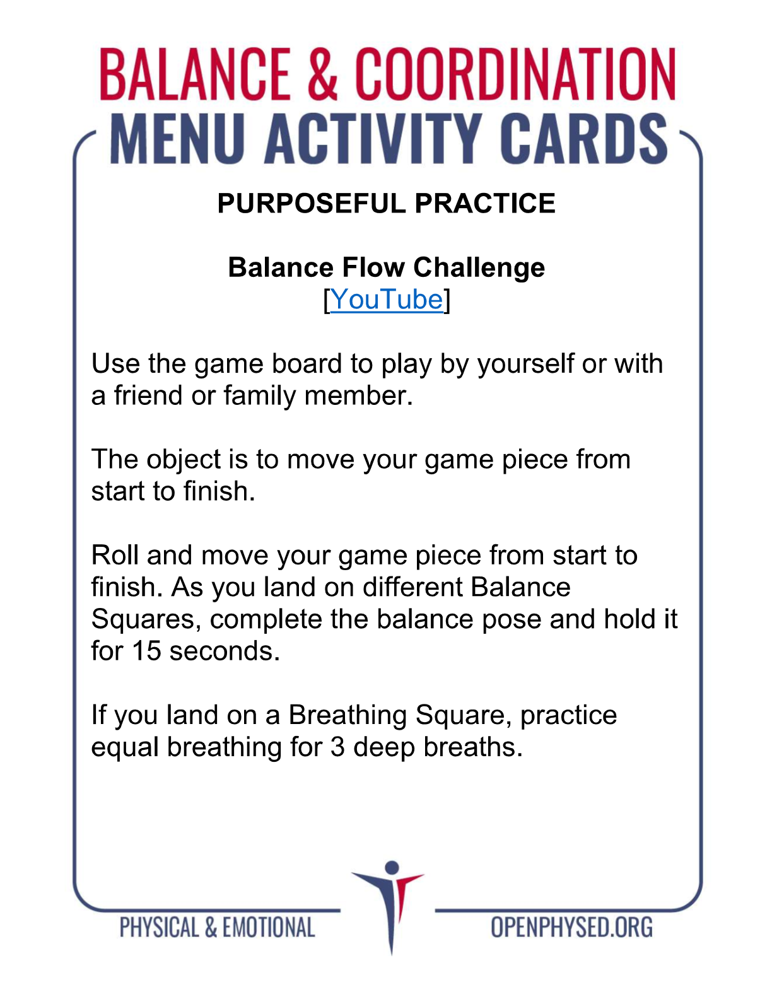 BALANCE & COORDINATION
MENU ACTIVITY CARDS
PURPOSEFUL PRACTICE
Balance Flow Challenge
[YouTube]
Use the game board to play by yourself or with
a friend or family member.
The object is to move your game piece from
start to finish.
Roll and move your game piece from start to
finish. As you land on different Balance
Squares, complete the balance pose and hold it
for 15 seconds.
If you land on a Breathing Square, practice
equal breathing for 3 deep breaths.
PHYSICAL & EMOTIONAL
OPENPHYSED.ORG